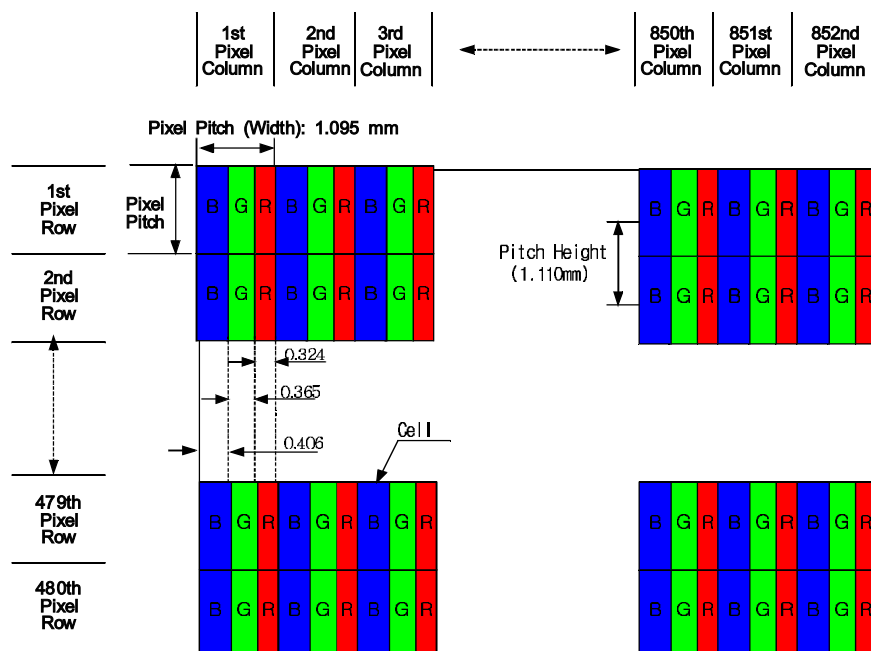 1st
Pixel
Column
2nd
Pixel
Column
3rd
Pixel
Column
850th
Pixel
Column
851st
Pixel
Column
852nd
Pixel
Column
Pixel Pitch (Width): 1.095 mm
1st
Pixel
Row
Pixel
Pitch
B G R B G R B G R
B G R B G R B G R
Pitch Height
(1.110mm)
2nd
Pixel
Row
B G R B G R B G R
B G R B G R B G R
0.324
0.365
0.406
Cell
479th
Pixel
Row
B G R B G R B G R
B G R B G R B G R
480th
Pixel
Row
B G R B G R B G R
B G R B G R B G R